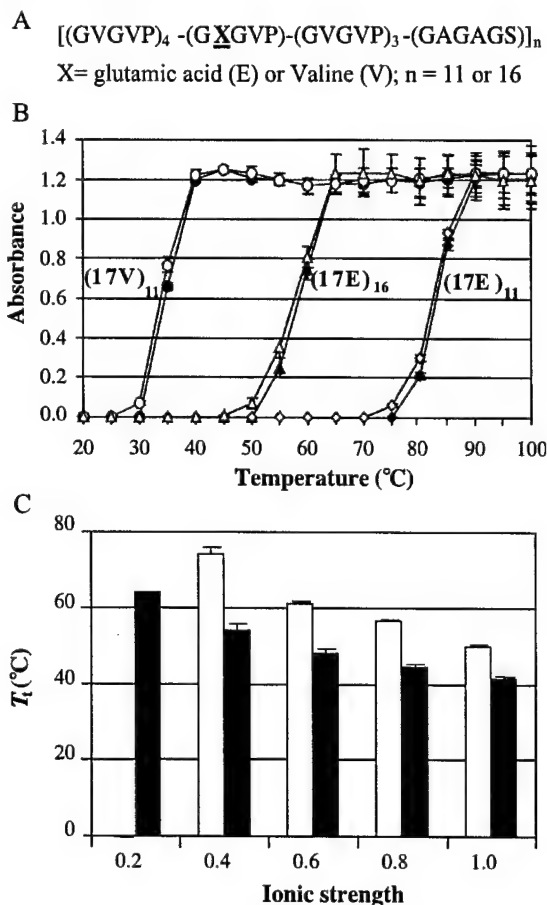 A
[(GVGVP)4 -(GXGVP)-(GVGVP)3 -(GAGAGS)]n
X= glutamic acid (E) or Valine (V); n = 11 or 16
B
Absorbance
1.4
1.2
1.0
0.8
0.6
0.4
0.2
0.0
(17V)11
(17E)16
(17E)11
20 30 40 50 60 70 80 90 100
Temperature (°C)
C
Tt (°C)
80
60
40
20
0
0.2 0.4 0.6 0.8 1.0
Ionic strength